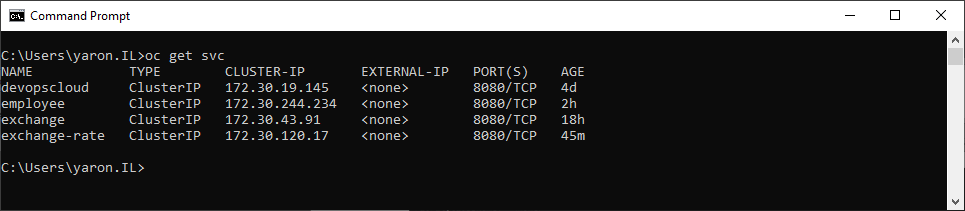 Command Prompt
C:\Users\yaron.IL>oc get svc
NAME            TYPE        CLUSTER-IP       EXTERNAL-IP   PORT(S)    AGE
devopscloud     ClusterIP   172.30.19.145    <none>        8080/TCP   4d
employee        ClusterIP   172.30.244.234   <none>        8080/TCP   2h
exchange        ClusterIP   172.30.43.91     <none>        8080/TCP   18h
exchange-rate   ClusterIP   172.30.120.17    <none>        8080/TCP   45m
C:\Users\yaron.IL>